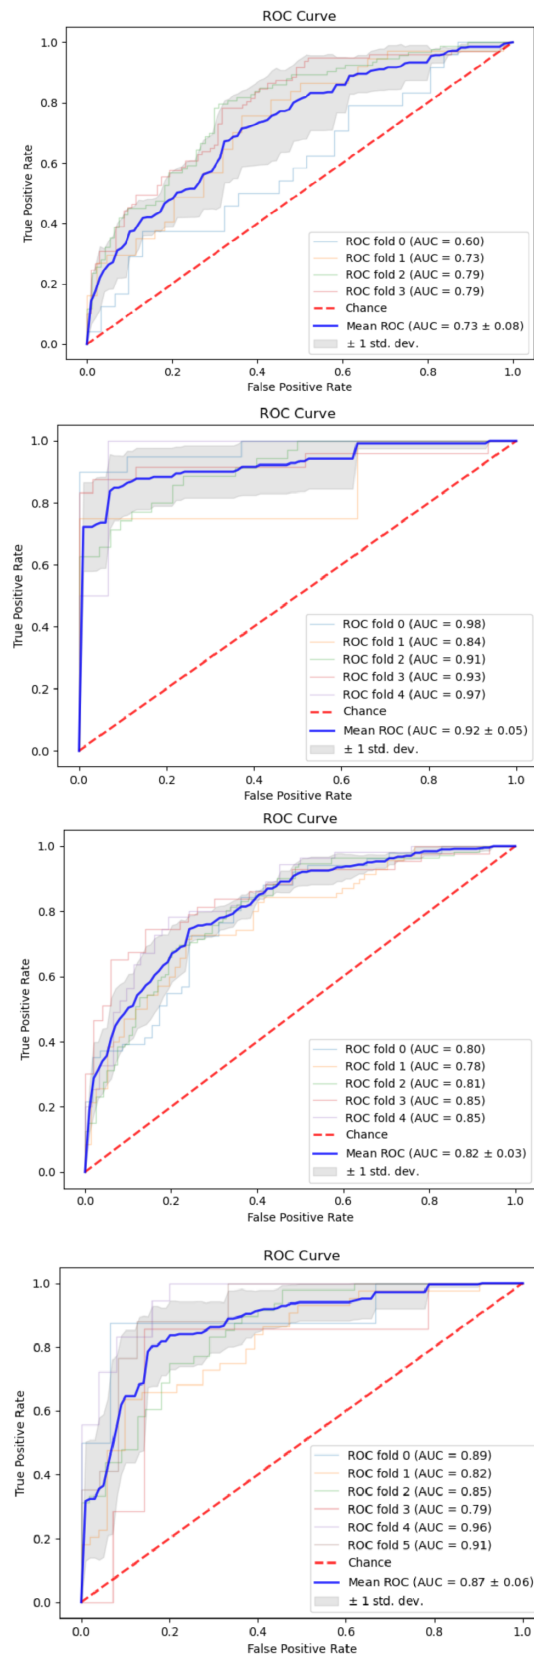 ROC Curve
1.0
0.8
0.6
0.4
0.2
0.0
True Positive Rate
ROC fold 0 (AUC = 0.60)
ROC fold 1 (AUC = 0.73)
ROC fold 2 (AUC = 0.79)
ROC fold 3 (AUC = 0.79)
Chance
Mean ROC (AUC = 0.73 ± 0.08)
± 1 std. dev.
0.0 0.2 0.4 0.6 0.8 1.0
False Positive Rate
ROC Curve
1.0
0.8
0.6
0.4
0.2
0.0
True Positive Rate
ROC fold 0 (AUC = 0.98)
ROC fold 1 (AUC = 0.84)
ROC fold 2 (AUC = 0.91)
ROC fold 3 (AUC = 0.93)
ROC fold 4 (AUC = 0.97)
Chance
Mean ROC (AUC = 0.92 ± 0.05)
± 1 std. dev.
0.0 0.2 0.4 0.6 0.8 1.0
False Positive Rate
ROC Curve
1.0
0.8
0.6
0.4
0.2
0.0
True Positive Rate
ROC fold 0 (AUC = 0.80)
ROC fold 1 (AUC = 0.78)
ROC fold 2 (AUC = 0.81)
ROC fold 3 (AUC = 0.85)
ROC fold 4 (AUC = 0.85)
Chance
Mean ROC (AUC = 0.82 ± 0.03)
± 1 std. dev.
0.0 0.2 0.4 0.6 0.8 1.0
False Positive Rate
ROC Curve
1.0
0.8
0.6
0.4
0.2
0.0
True Positive Rate
ROC fold 0 (AUC = 0.89)
ROC fold 1 (AUC = 0.82)
ROC fold 2 (AUC = 0.85)
ROC fold 3 (AUC = 0.79)
ROC fold 4 (AUC = 0.96)
ROC fold 5 (AUC = 0.91)
Chance
Mean ROC (AUC = 0.87 ± 0.06)
± 1 std. dev.
0.0 0.2 0.4 0.6 0.8 1.0
False Positive Rate